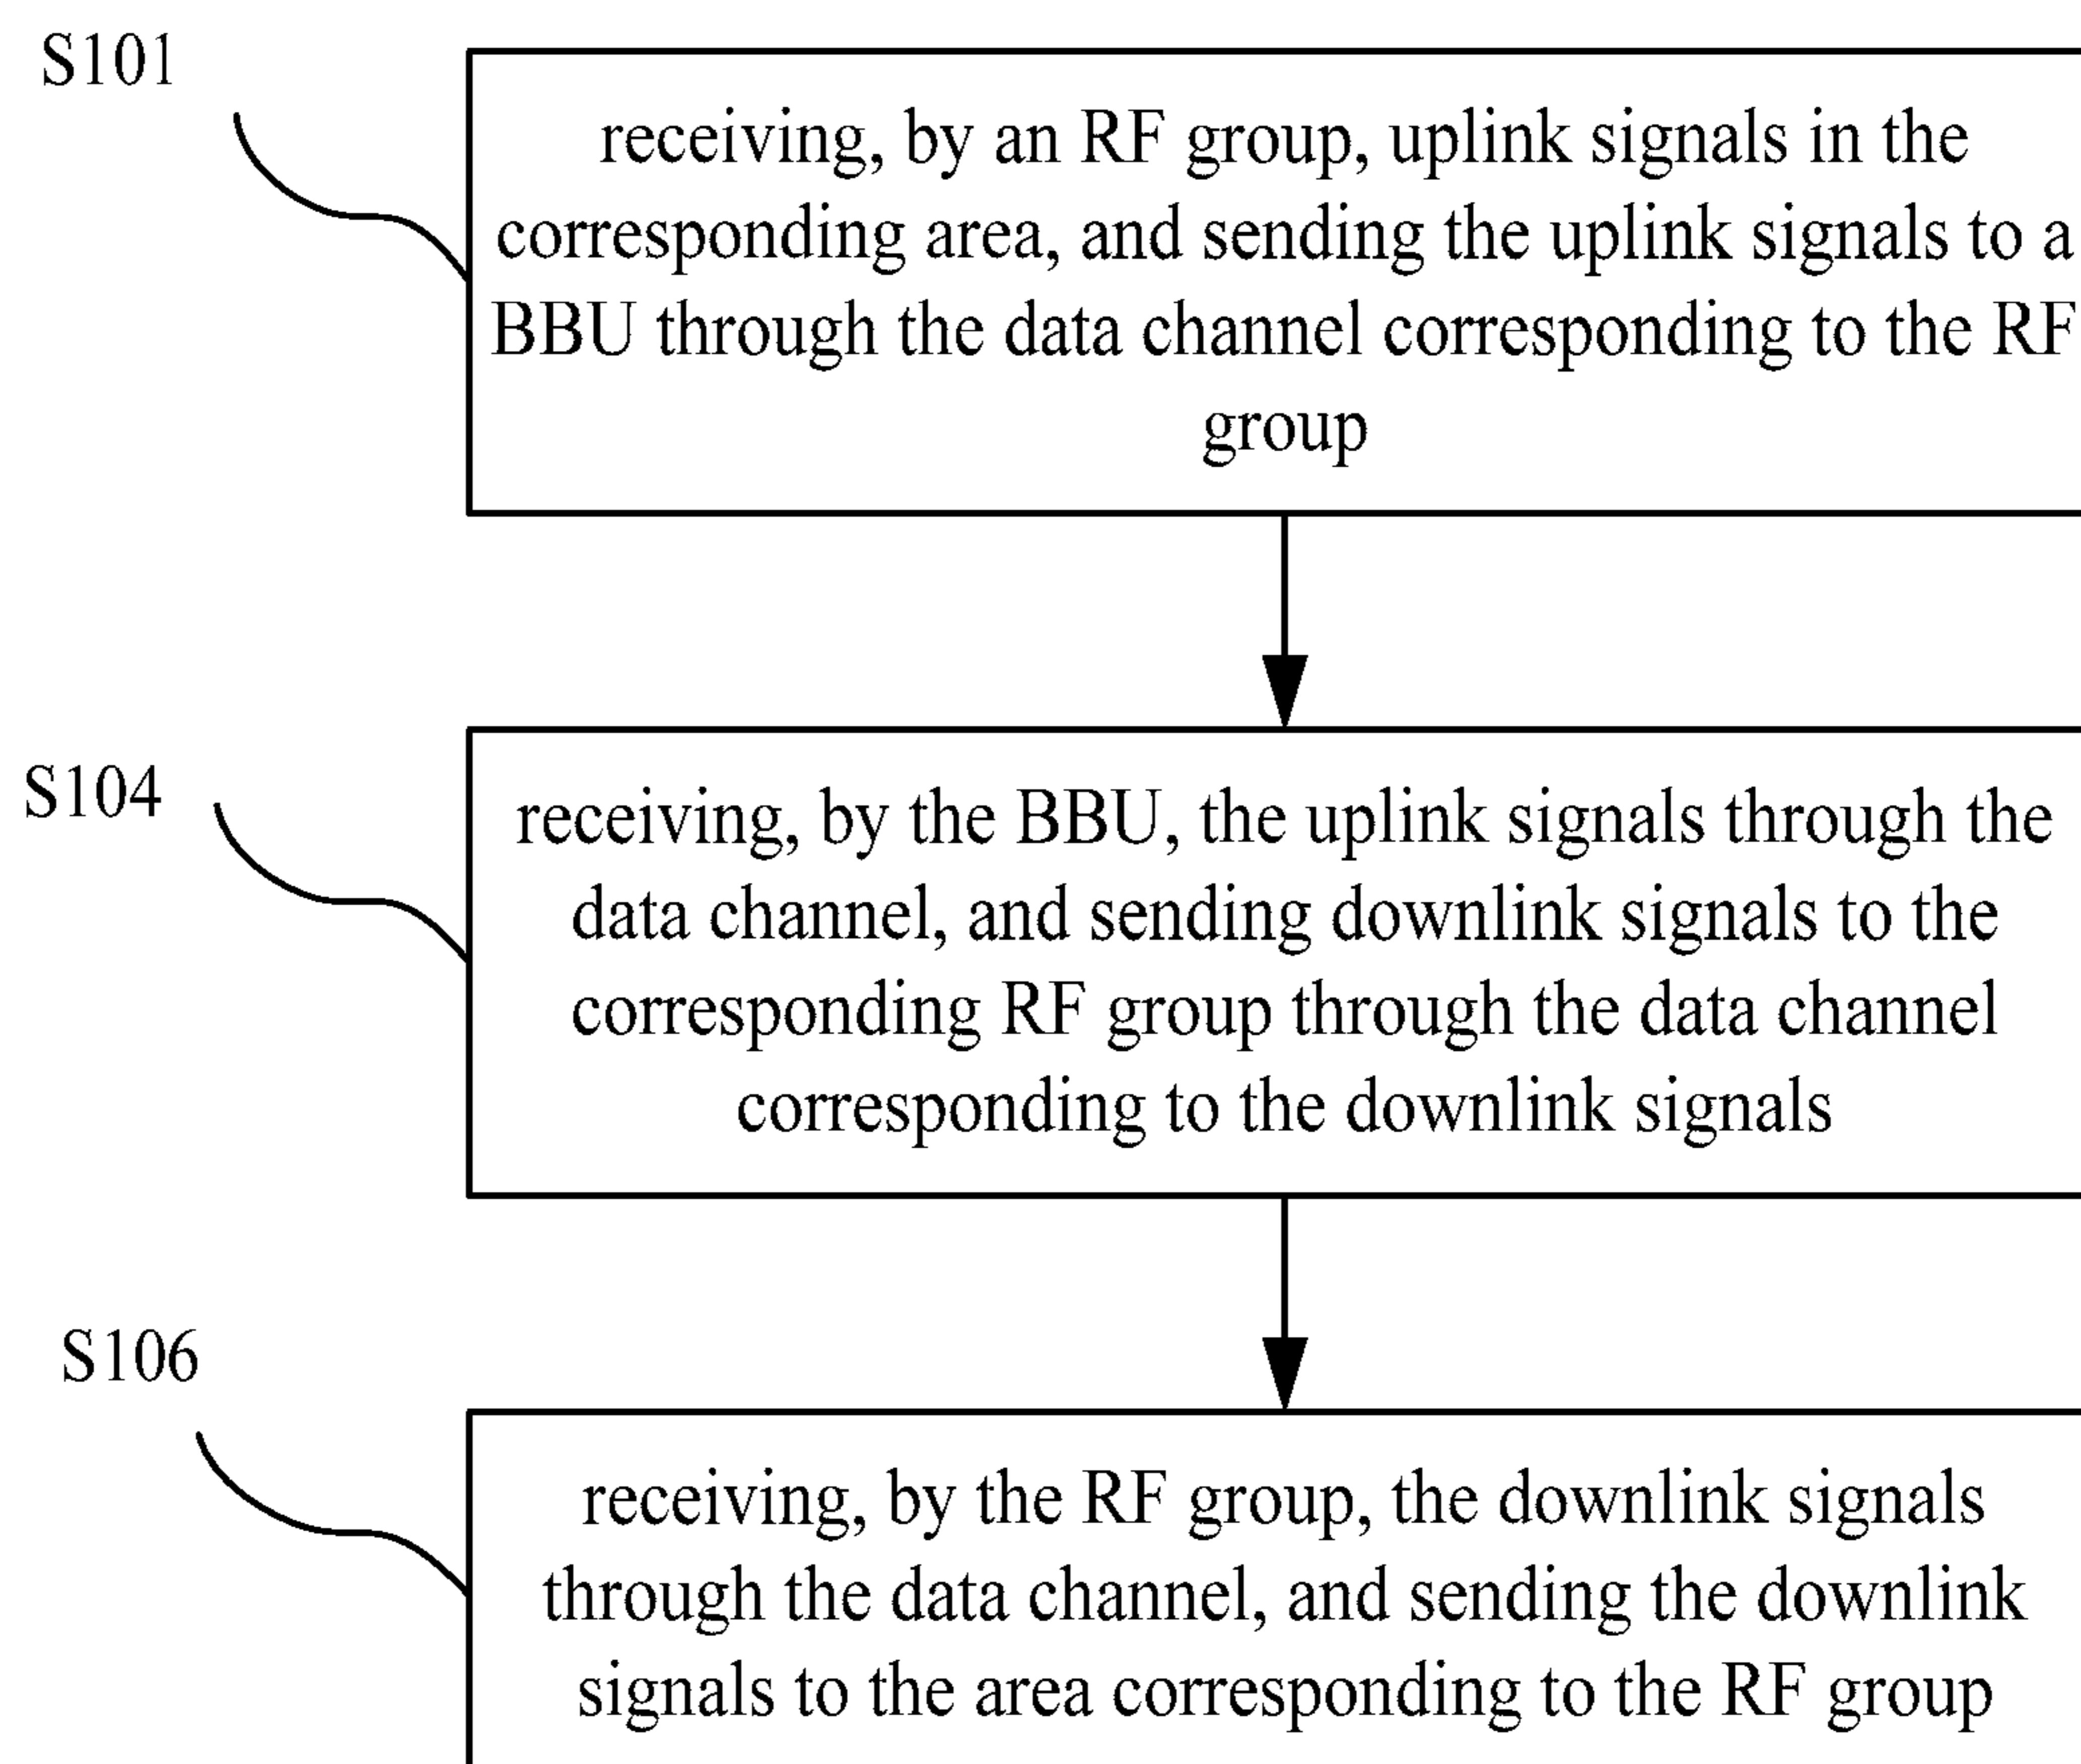 S101
receiving, by an RF group, uplink signals in the
corresponding area, and sending the uplink signals to a
BBU through the data channel corresponding to the RF
group
S104
receiving, by the BBU, the uplink signals through the
data channel, and sending downlink signals to the
corresponding RF group through the data channel
corresponding to the downlink signals
S106
receiving, by the RF group, the downlink signals
through the data channel, and sending the downlink
signals to the area corresponding to the RF group